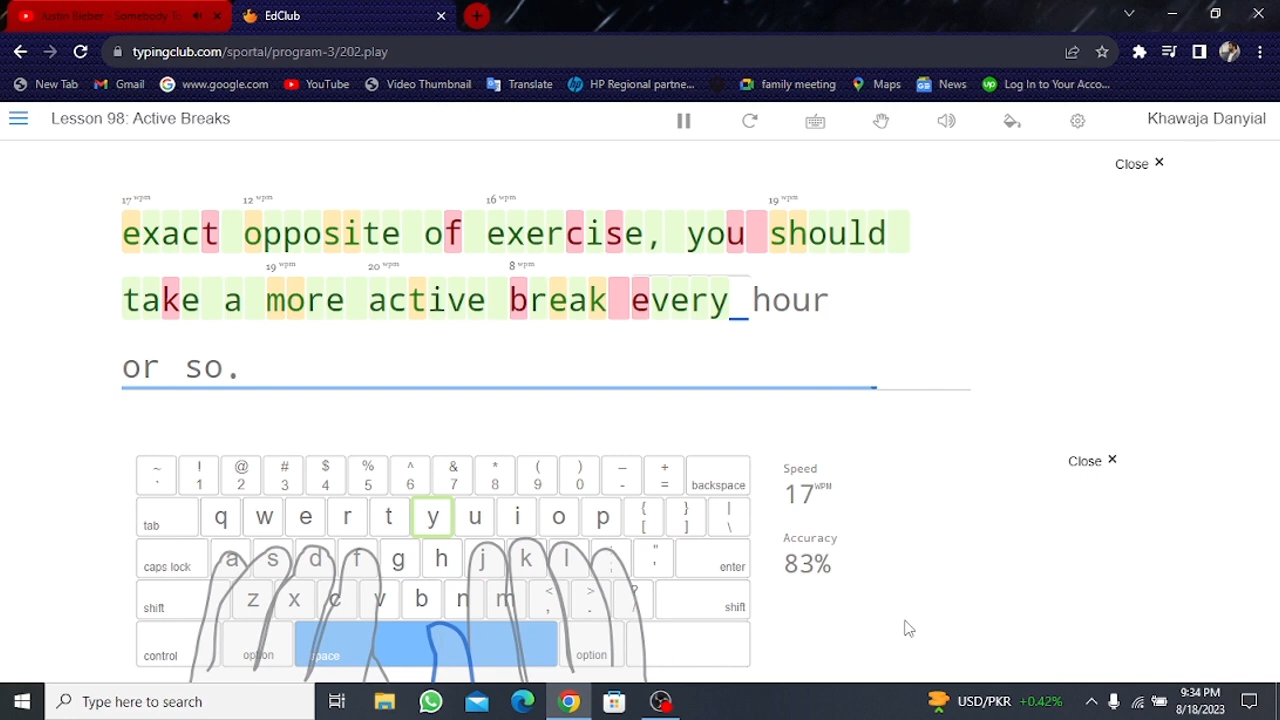 Justin Bieber - Somebody To
EdClub
typingclub.com/sportal/program-3/202.play
New Tab Gmail www.google.com YouTube Video Thumbnail Translate HP Regional partne... family meeting Maps News Log In to Your Acco...
Lesson 98: Active Breaks
Khawaja Danyial
Close
17 wpm 12 wpm 16 wpm 19 wpm
exact opposite of exercise, you should
19 wpm 20 wpm 8 wpm
take a more active break every_hour
or so.
Close
~ ! @ # $ % ^ & * ( ) – +
` 1 2 3 4 5 6 7 8 9 0 - = backspace
tab q w e r t y u i o p { [ } ] | \
caps lock a s d f g h j k l : ; " ' enter
shift z x c v b n m < , > . ? / shift
control option space option
Speed
17 WPM
Accuracy
83%
Type here to search
USD/PKR +0.42%
9:34 PM
8/18/2023